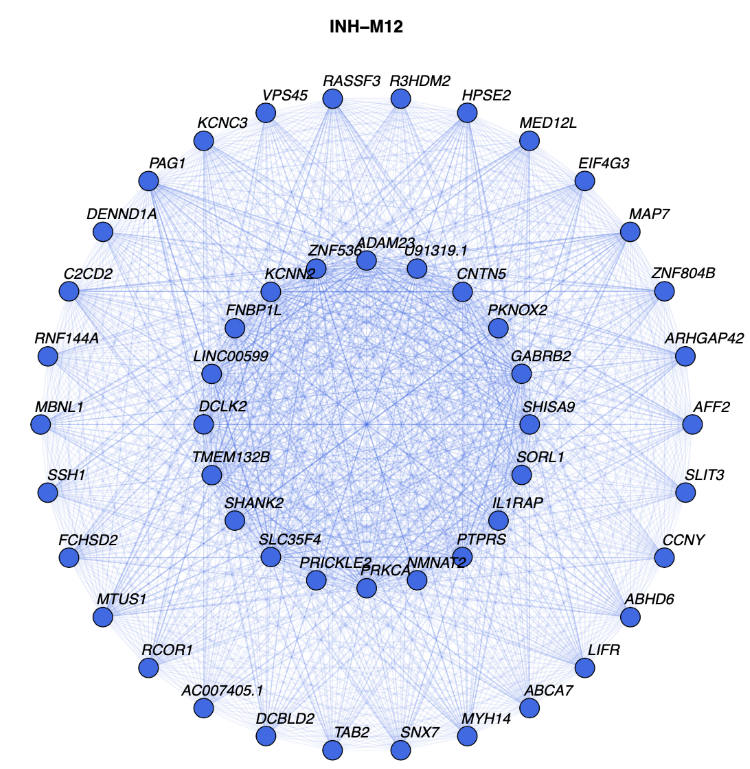 INH–M12
RASSF3
R3HDM2
VPS45
HPSE2
KCNC3
MED12L
PAG1
EIF4G3
DENND1A
MAP7
ADAM23
ZNF536
U91319.1
C2CD2
KCNN2
CNTN5
ZNF804B
FNBP1L
PKNOX2
RNF144A
ARHGAP42
LINC00599
GABRB2
MBNL1
DCLK2
SHISA9
AFF2
TMEM132B
SORL1
SSH1
SLIT3
SHANK2
IL1RAP
FCHSD2
SLC35F4
PTPRS
CCNY
PRICKLE2
PRKCA
NMNAT2
MTUS1
ABHD6
RCOR1
LIFR
AC007405.1
ABCA7
DCBLD2
MYH14
TAB2
SNX7